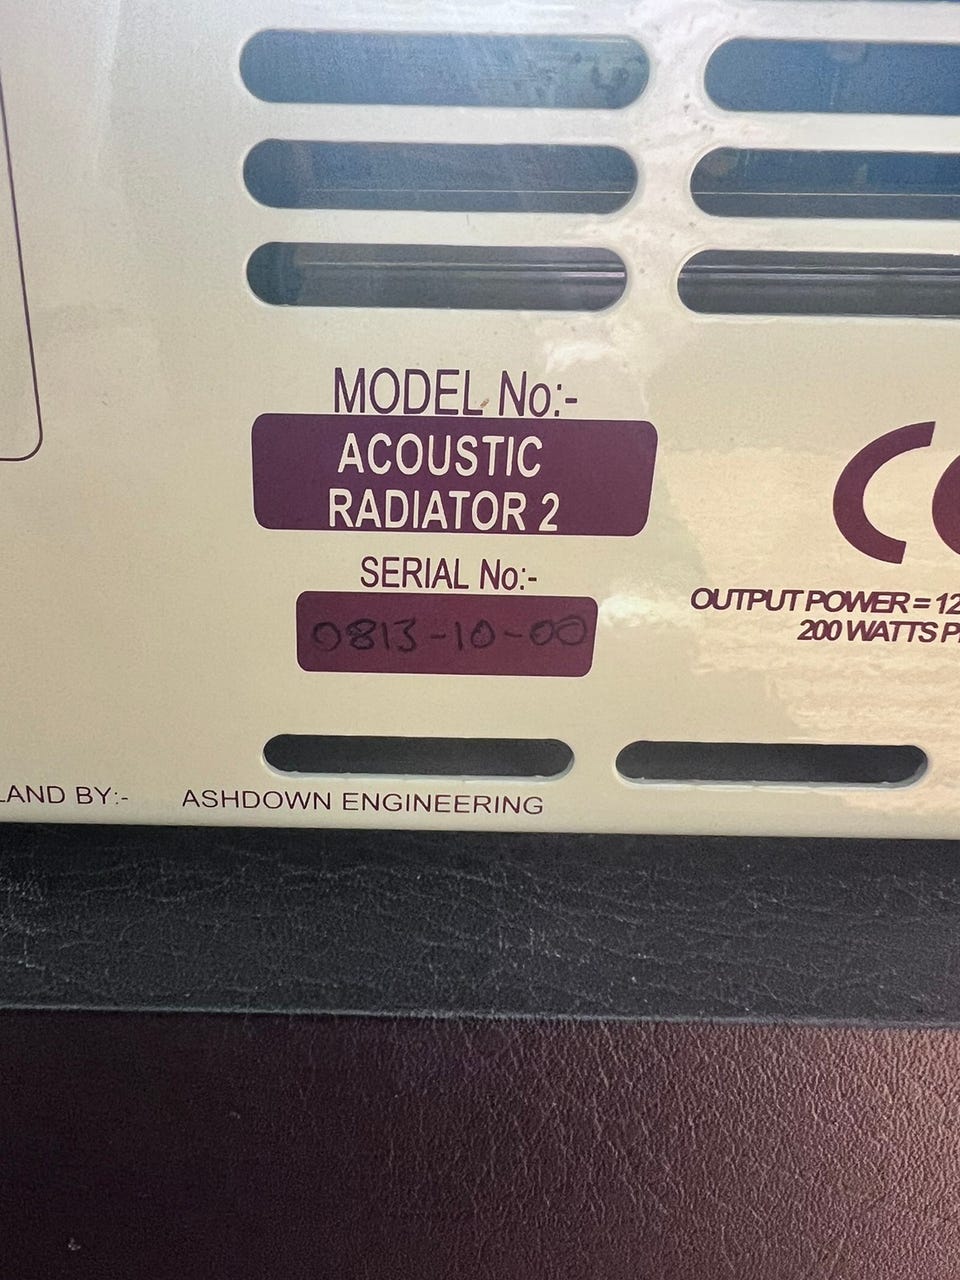 MODEL No:-
ACOUSTIC
RADIATOR 2
SERIAL No:-
0813-10-00
OUTPUT POWER = 12
200 WATTS P
LAND BY:- ASHDOWN ENGINEERING